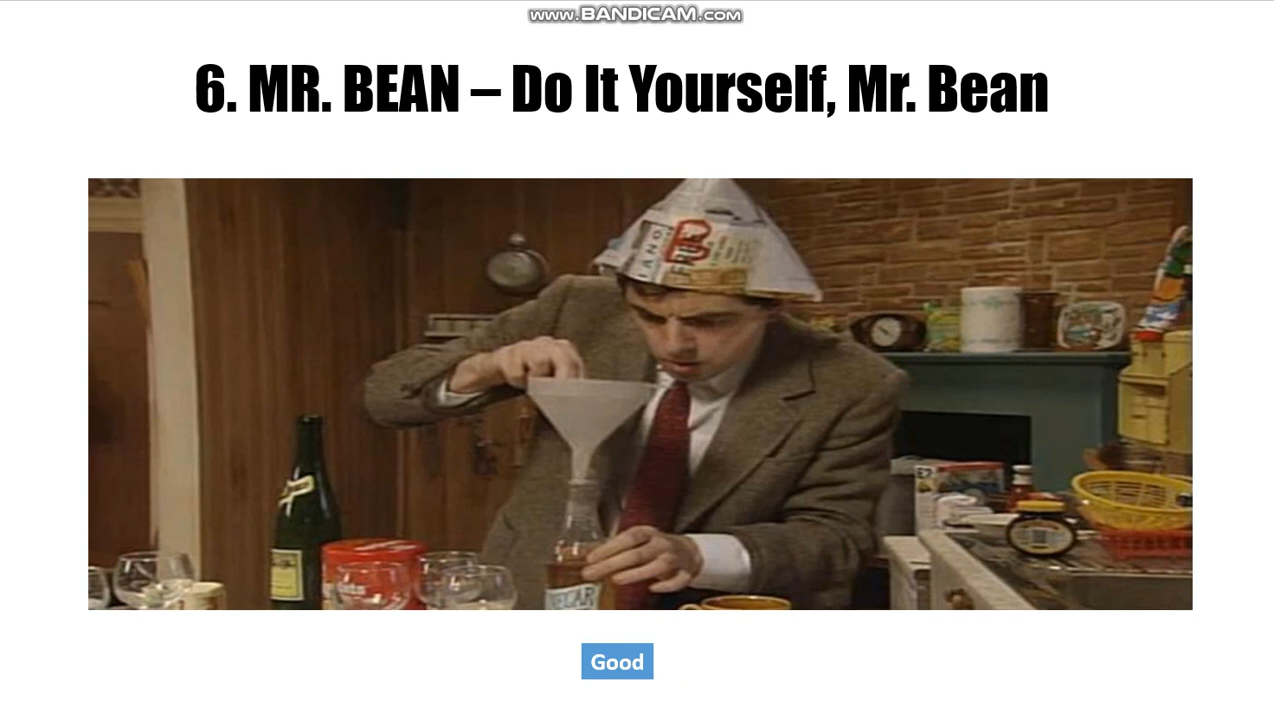 www.BANDICAM.com
6. MR. BEAN – Do It Yourself, Mr. Bean
Good